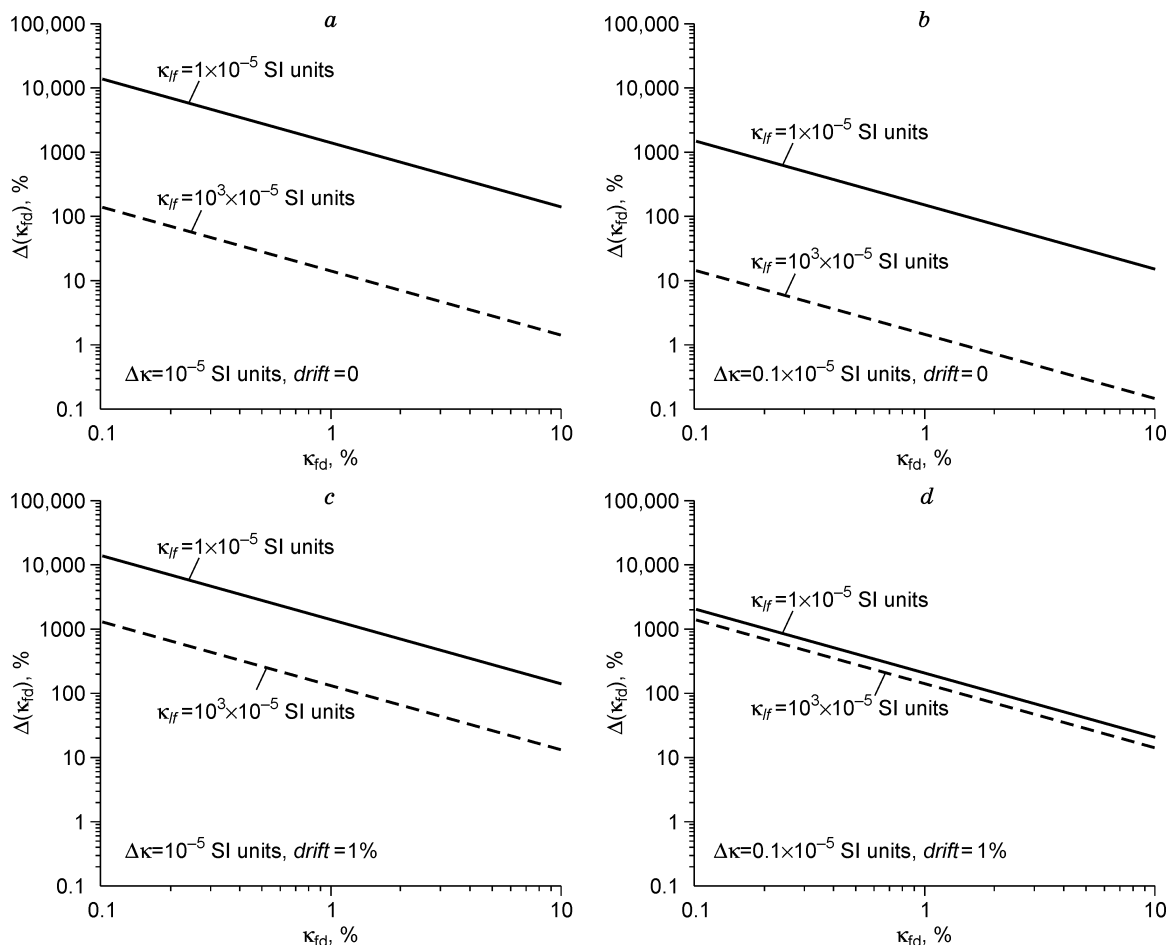 a
100,000
10,000
1000
100
10
1
0.1
Δ(κfd), %
κlf=1×10⁻⁵ SI units
κlf=10³×10⁻⁵ SI units
Δκ=10⁻⁵ SI units, drift=0
0.1 1 10
κfd, %
b
100,000
10,000
1000
100
10
1
0.1
Δ(κfd), %
κlf=1×10⁻⁵ SI units
κlf=10³×10⁻⁵ SI units
Δκ=0.1×10⁻⁵ SI units, drift=0
0.1 1 10
κfd, %
c
100,000
10,000
1000
100
10
1
0.1
Δ(κfd), %
κlf=1×10⁻⁵ SI units
κlf=10³×10⁻⁵ SI units
Δκ=10⁻⁵ SI units, drift=1%
0.1 1 10
κfd, %
d
100,000
10,000
1000
100
10
1
0.1
Δ(κfd), %
κlf=1×10⁻⁵ SI units
κlf=10³×10⁻⁵ SI units
Δκ=0.1×10⁻⁵ SI units, drift=1%
0.1 1 10
κfd, %